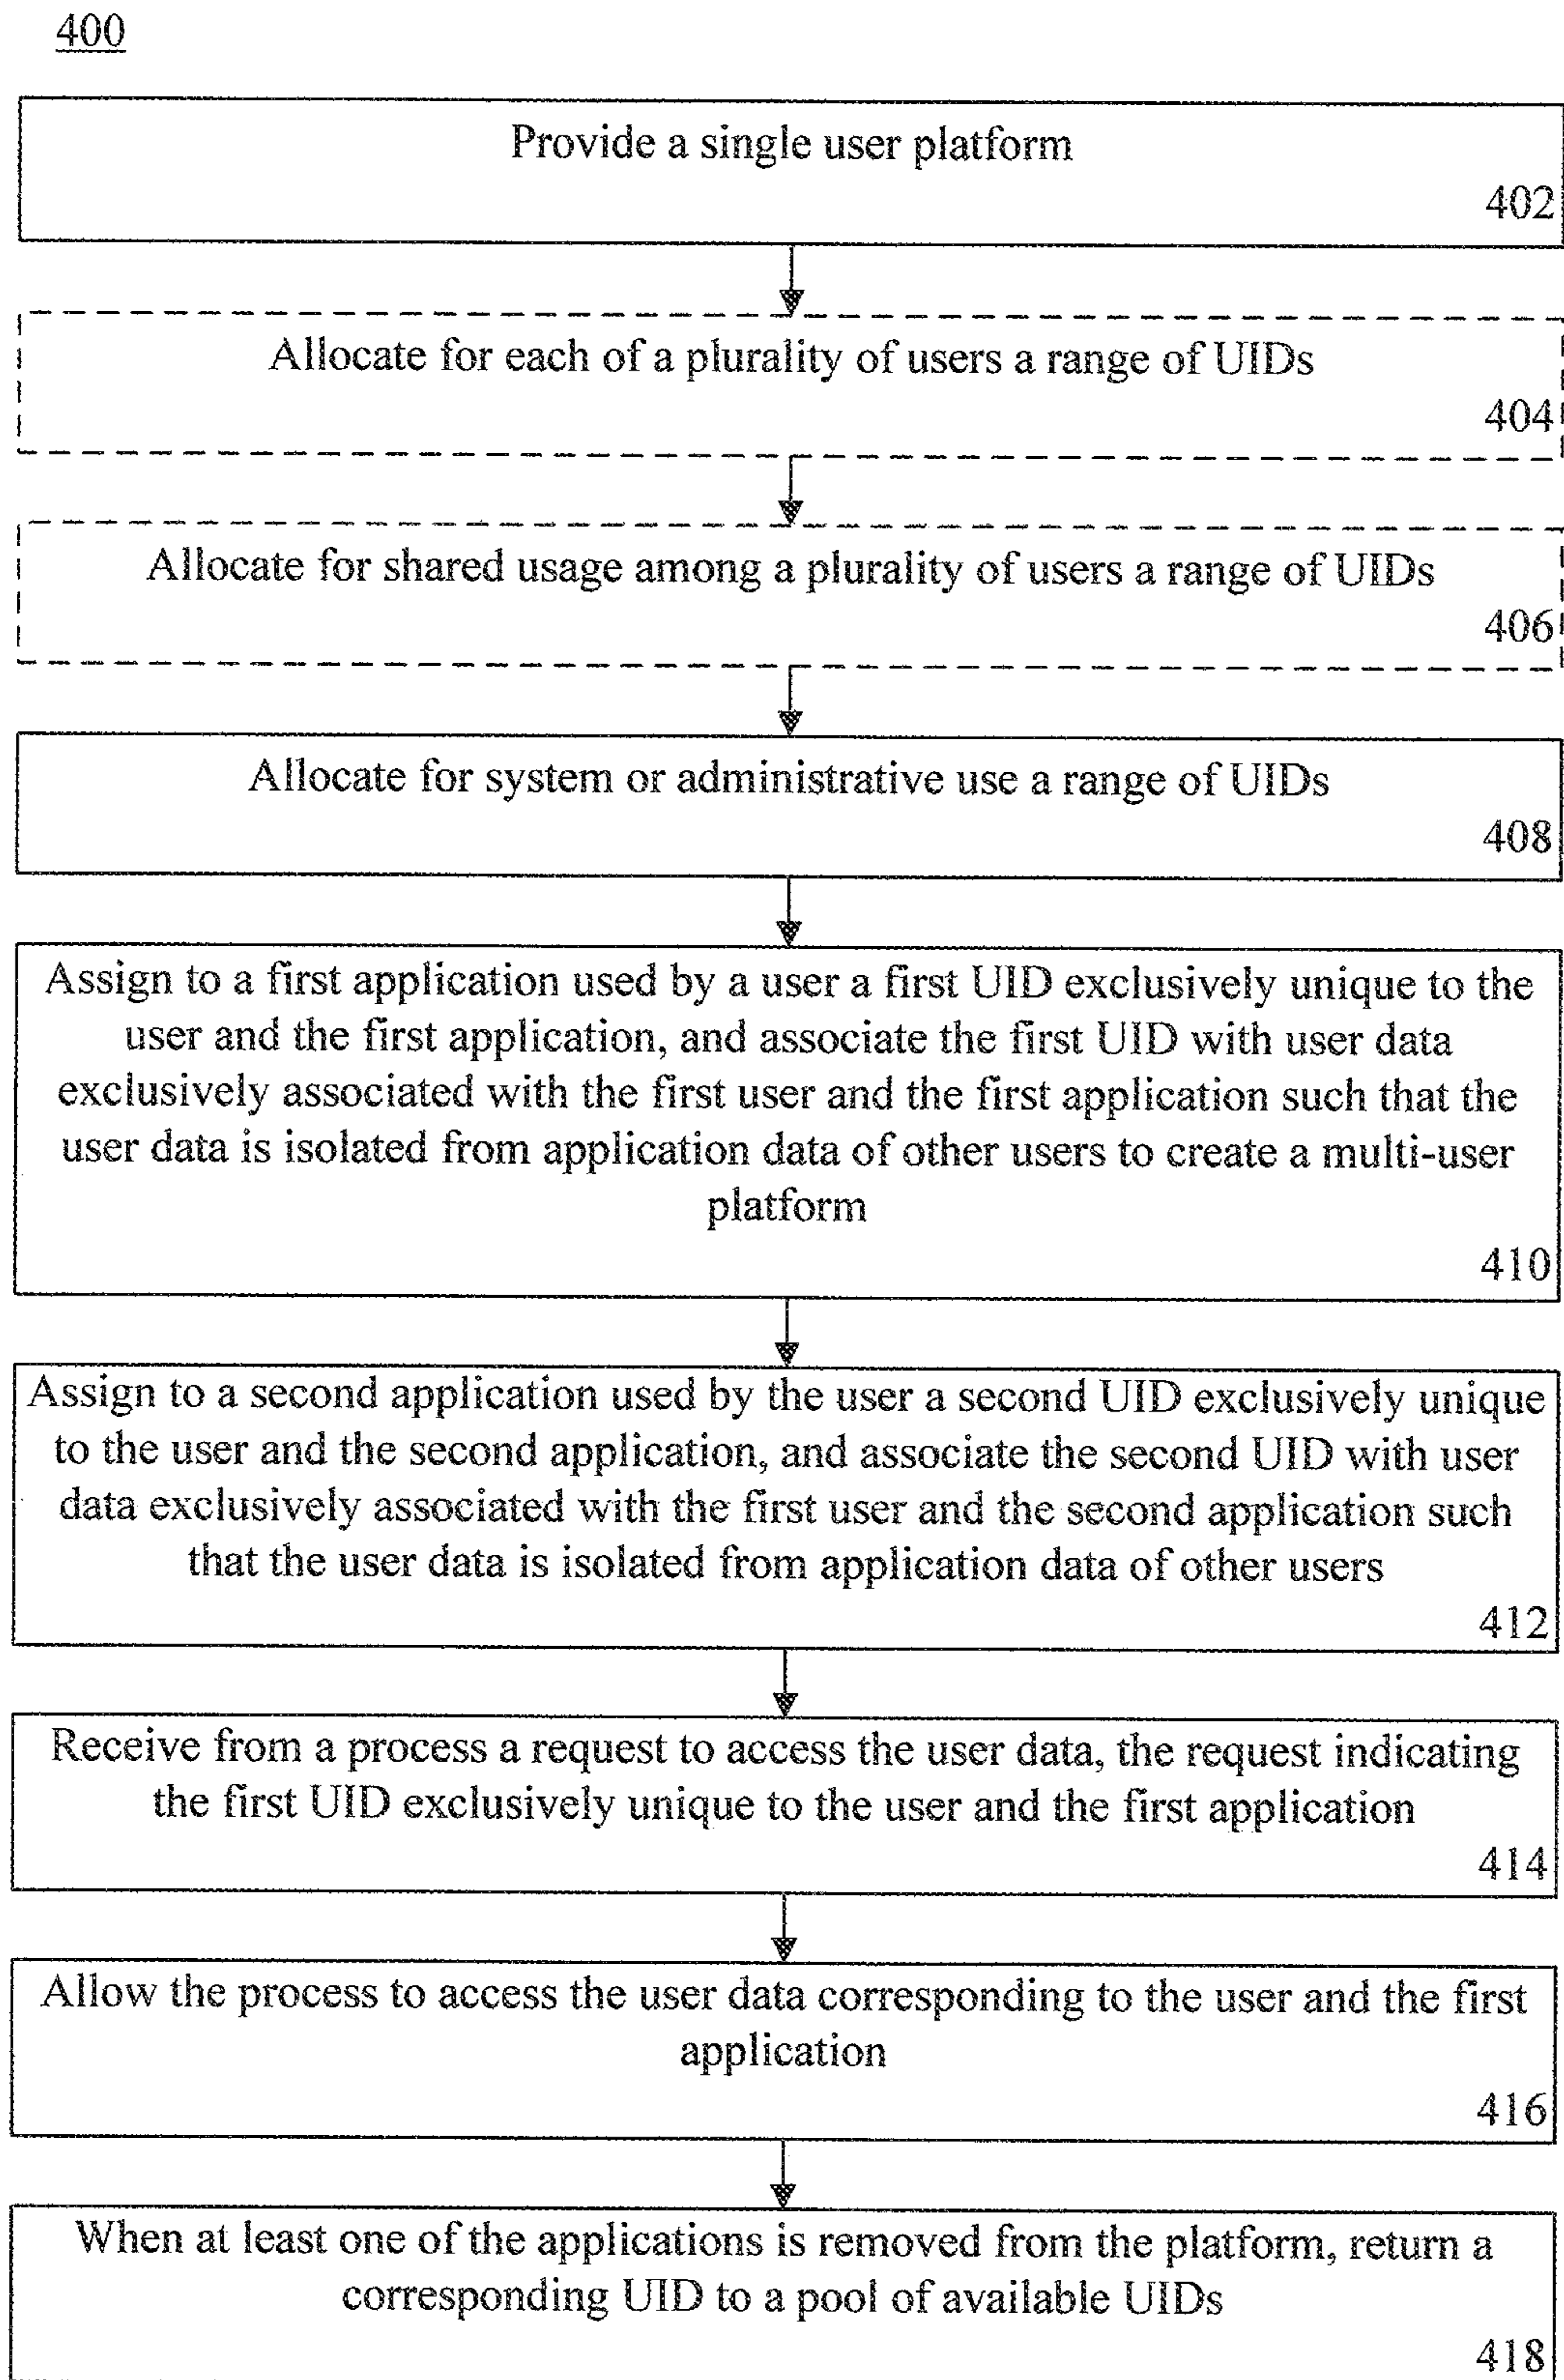 400
Provide a single user platform
402
Allocate for each of a plurality of users a range of UIDs
404
Allocate for shared usage among a plurality of users a range of UIDs
406
Allocate for system or administrative use a range of UIDs
408
Assign to a first application used by a user a first UID exclusively unique to the
user and the first application, and associate the first UID with user data
exclusively associated with the first user and the first application such that the
user data is isolated from application data of other users to create a multi-user
platform
410
Assign to a second application used by the user a second UID exclusively unique
to the user and the second application, and associate the second UID with user
data exclusively associated with the first user and the second application such
that the user data is isolated from application data of other users
412
Receive from a process a request to access the user data, the request indicating
the first UID exclusively unique to the user and the first application
414
Allow the process to access the user data corresponding to the user and the first
application
416
When at least one of the applications is removed from the platform, return a
corresponding UID to a pool of available UIDs
418